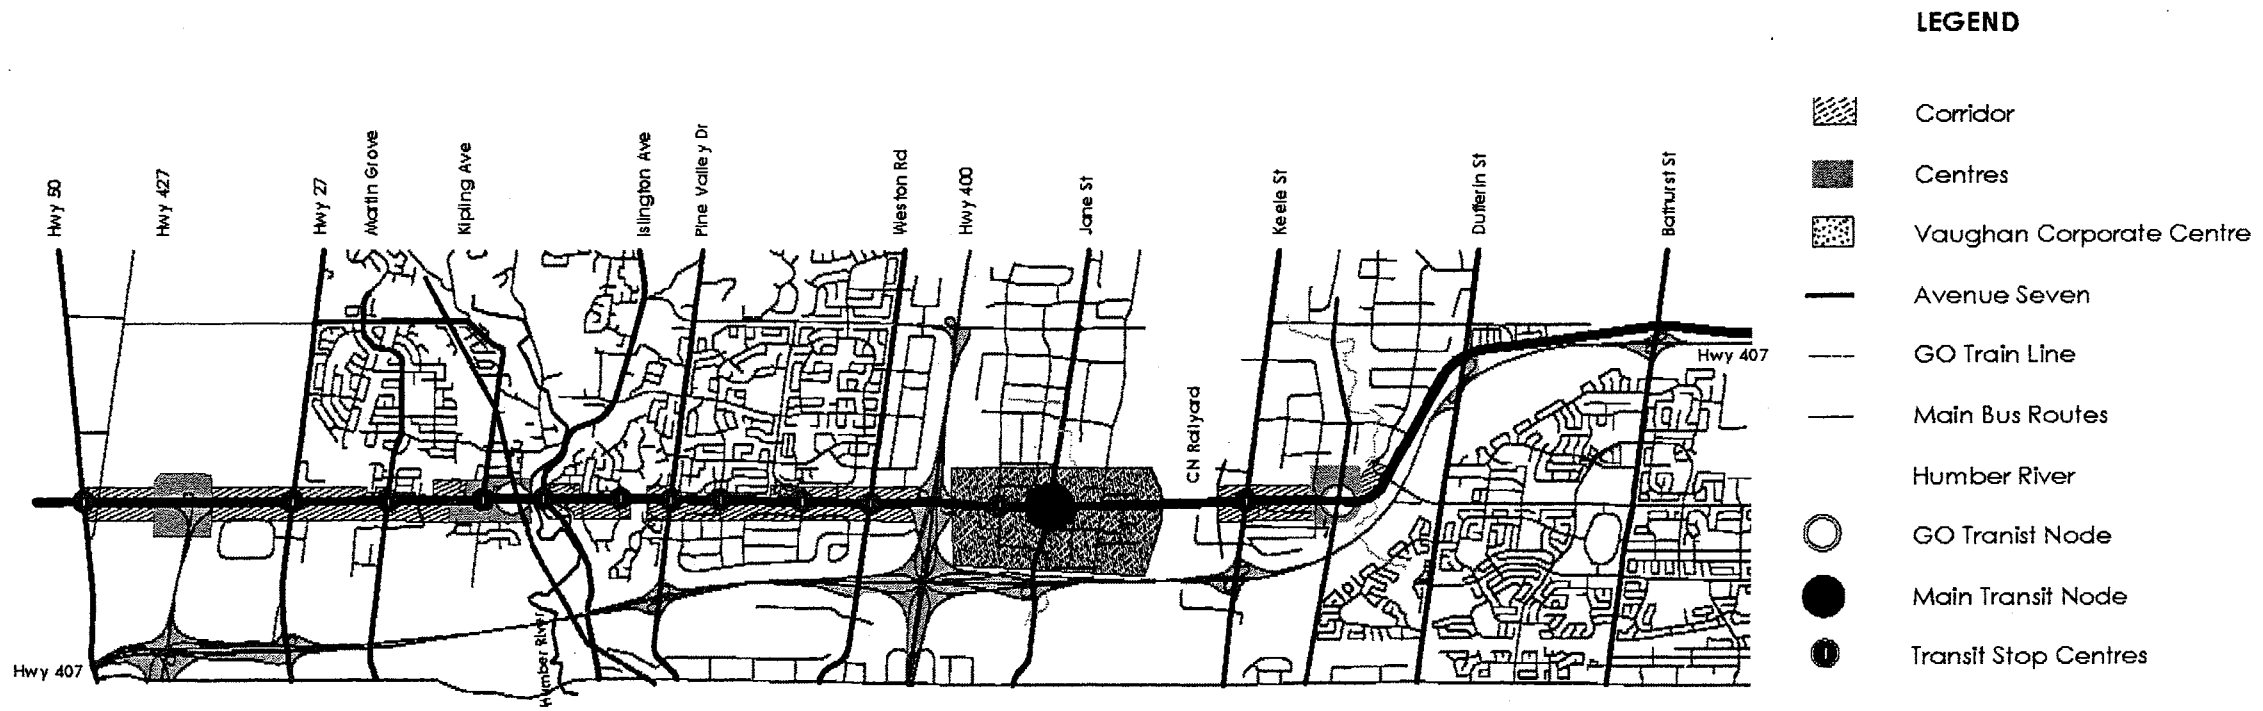 LEGEND
Corridor
Centres
Vaughan Corporate Centre
Avenue Seven
GO Train Line
Main Bus Routes
Humber River
GO Tranist Node
Main Transit Node
Transit Stop Centres
Hwy 50
Hwy 427
Hwy 27
Martin Grove
Kipling Ave
Islington Ave
Pine Valley Dr
Weston Rd
Hwy 400
Jane St
Keele St
Dufferin St
Bathurst St
Hwy 407
CN Railyard
Humber River
Hwy 407